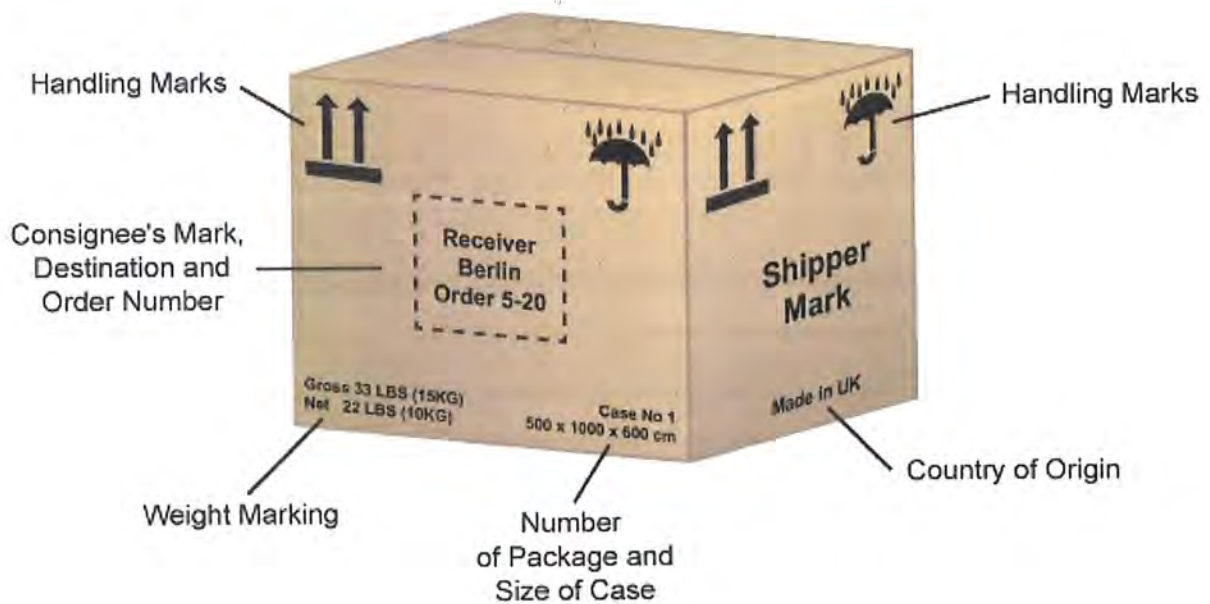 Handling Marks
Handling Marks
Consignee's Mark,
Destination and
Order Number
Receiver
Berlin
Order 5-20
Shipper
Mark
Gross 33 LBS (15KG)
Net 22 LBS (10KG)
Case No 1
500 x 1000 x 600 cm
Made in UK
Country of Origin
Weight Marking
Number
of Package and
Size of Case